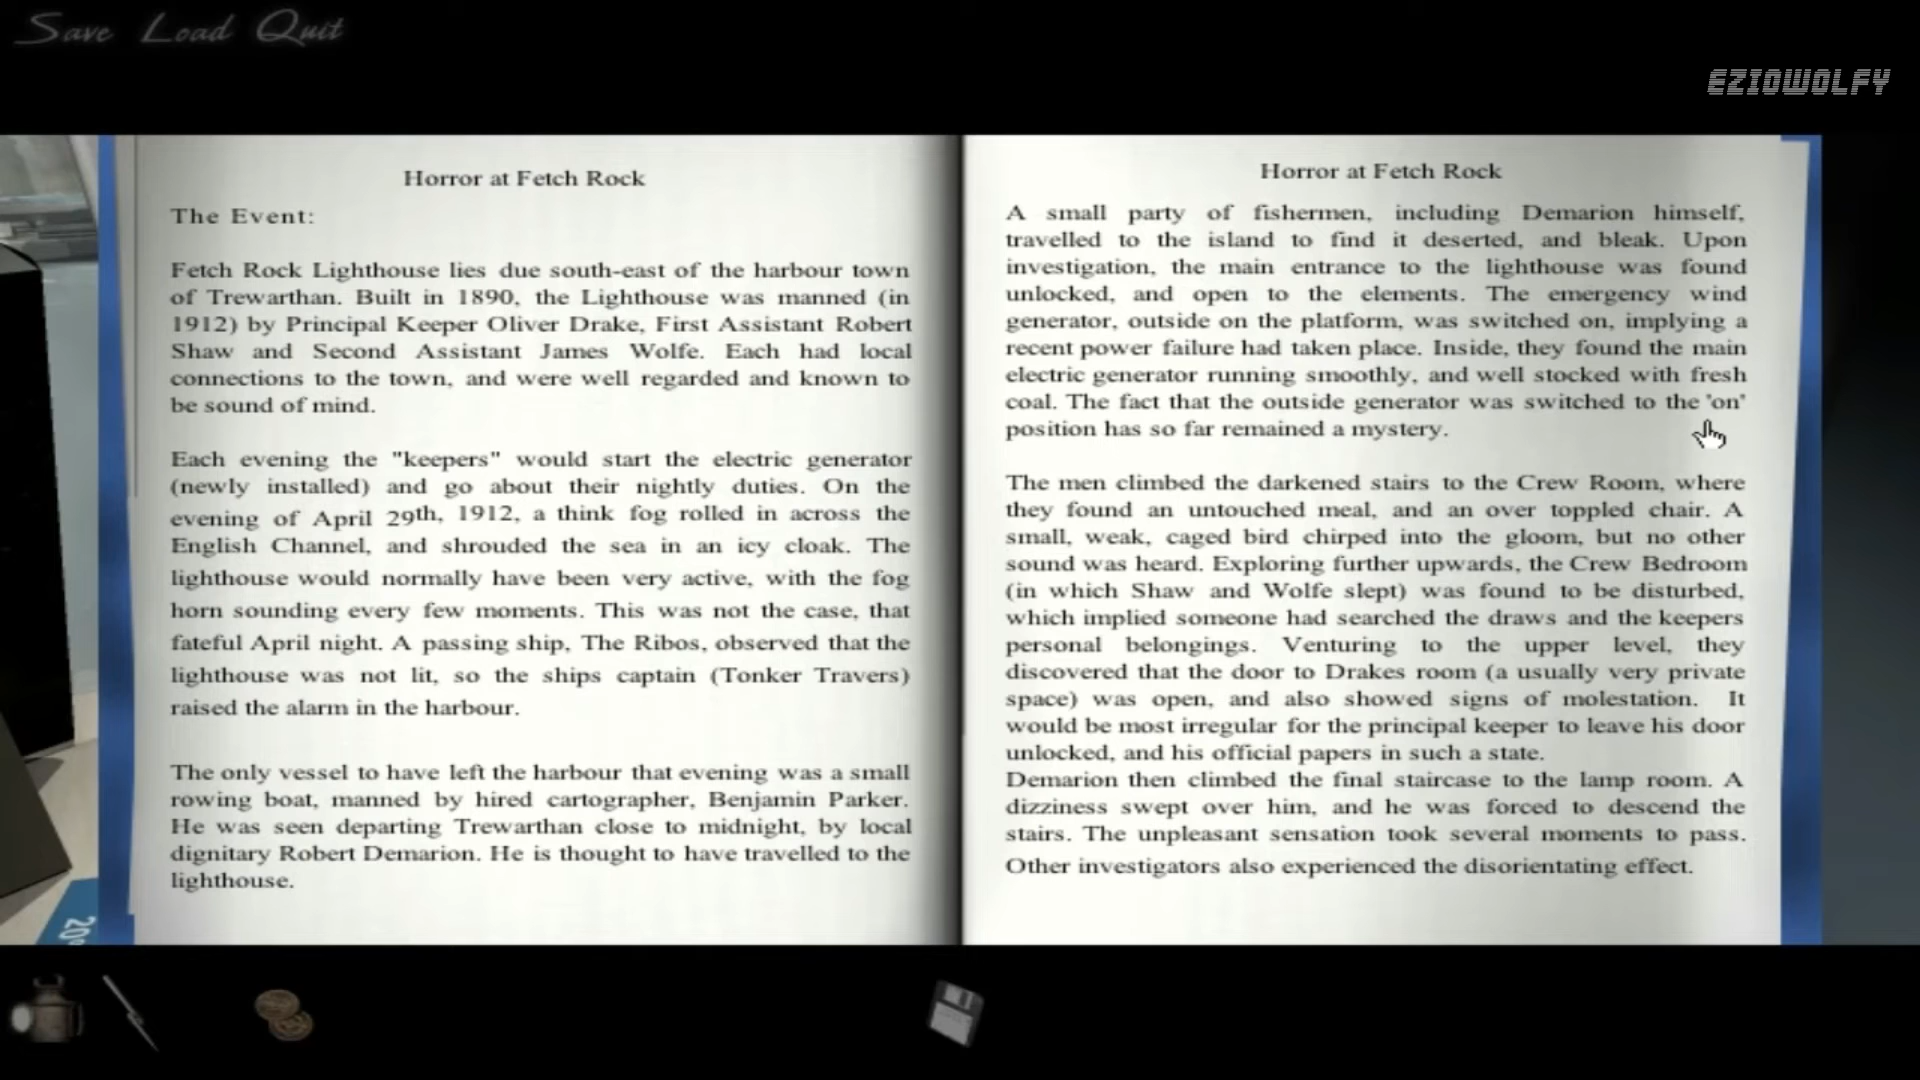 Save Load Quit
EZIOWOLFY
Horror at Fetch Rock
The Event:
Fetch Rock Lighthouse lies due south-east of the harbour town
of Trewarthan. Built in 1890, the Lighthouse was manned (in
1912) by Principal Keeper Oliver Drake, First Assistant Robert
Shaw and Second Assistant James Wolfe. Each had local
connections to the town, and were well regarded and known to
be sound of mind.
Each evening the "keepers" would start the electric generator
(newly installed) and go about their nightly duties. On the
evening of April 29th, 1912, a think fog rolled in across the
English Channel, and shrouded the sea in an icy cloak. The
lighthouse would normally have been very active, with the fog
horn sounding every few moments. This was not the case, that
fateful April night. A passing ship, The Ribos, observed that the
lighthouse was not lit, so the ships captain (Tonker Travers)
raised the alarm in the harbour.
The only vessel to have left the harbour that evening was a small
rowing boat, manned by hired cartographer, Benjamin Parker.
He was seen departing Trewarthan close to midnight, by local
dignitary Robert Demarion. He is thought to have travelled to the
lighthouse.
Horror at Fetch Rock
A small party of fishermen, including Demarion himself,
travelled to the island to find it deserted, and bleak. Upon
investigation, the main entrance to the lighthouse was found
unlocked, and open to the elements. The emergency wind
generator, outside on the platform, was switched on, implying a
recent power failure had taken place. Inside, they found the main
electric generator running smoothly, and well stocked with fresh
coal. The fact that the outside generator was switched to the 'on'
position has so far remained a mystery.
The men climbed the darkened stairs to the Crew Room, where
they found an untouched meal, and an over toppled chair. A
small, weak, caged bird chirped into the gloom, but no other
sound was heard. Exploring further upwards, the Crew Bedroom
(in which Shaw and Wolfe slept) was found to be disturbed,
which implied someone had searched the draws and the keepers
personal belongings. Venturing to the upper level, they
discovered that the door to Drakes room (a usually very private
space) was open, and also showed signs of molestation. It
would be most irregular for the principal keeper to leave his door
unlocked, and his official papers in such a state.
Demarion then climbed the final staircase to the lamp room. A
dizziness swept over him, and he was forced to descend the
stairs. The unpleasant sensation took several moments to pass.
Other investigators also experienced the disorientating effect.